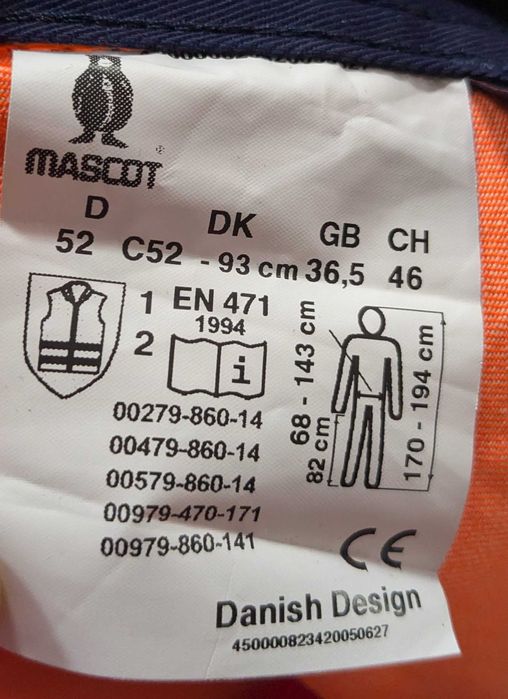 MASCOT®
D DK GB CH
52 C52 - 93 cm 36,5 46
1 EN 471
1994
2
i
00279-860-14
00479-860-14
00579-860-14
00979-470-171
00979-860-141
68 - 143 cm
82 cm
170 - 194 cm
CE
Danish Design
450000823420050627